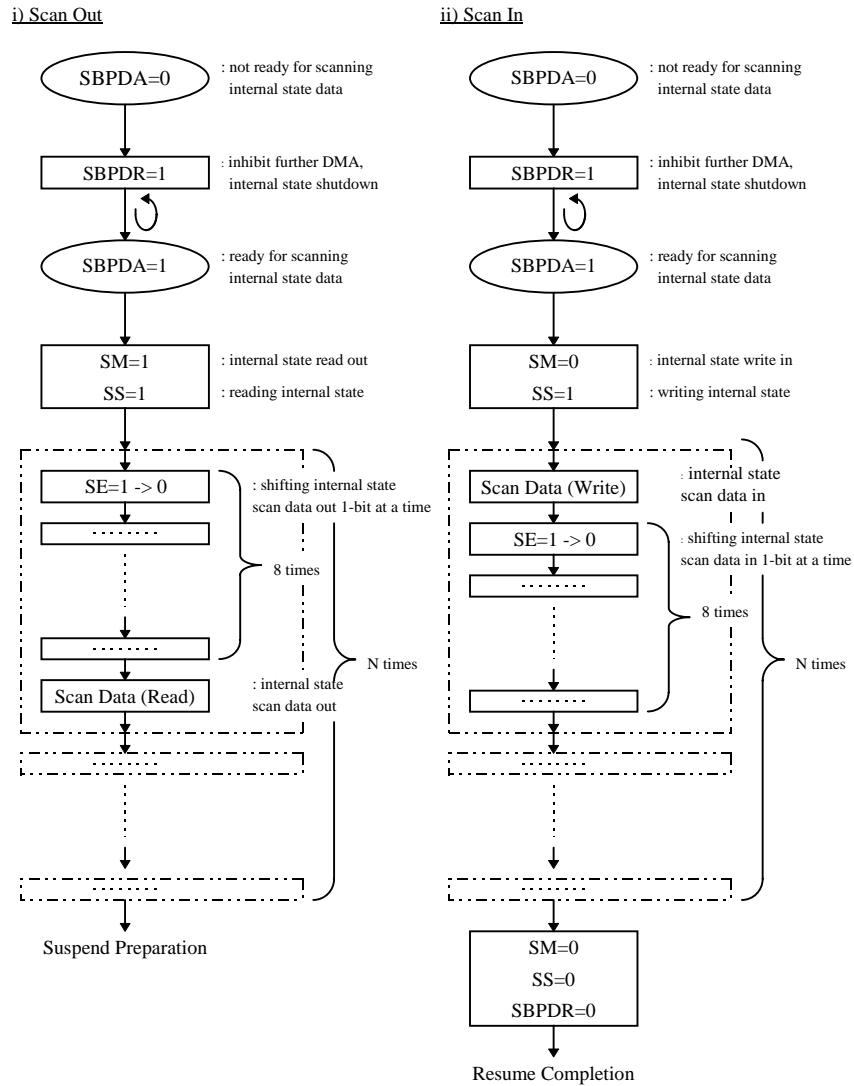 i) Scan Out
SBPDA=0
: not ready for scanning
internal state data
SBPDR=1
: inhibit further DMA,
internal state shutdown
SBPDA=1
: ready for scanning
internal state data
SM=1
: internal state read out
SS=1
: reading internal state
SE=1 -> 0
: shifting internal state
scan data out 1-bit at a time
8 times
N times
Scan Data (Read)
: internal state
scan data out
Suspend Preparation
ii) Scan In
SBPDA=0
: not ready for scanning
internal state data
SBPDR=1
: inhibit further DMA,
internal state shutdown
SBPDA=1
: ready for scanning
internal state data
SM=0
: internal state write in
SS=1
: writing internal state
Scan Data (Write)
: internal state
scan data in
SE=1 -> 0
: shifting internal state
scan data in 1-bit at a time
8 times
N times
SM=0
SS=0
SBPDR=0
Resume Completion